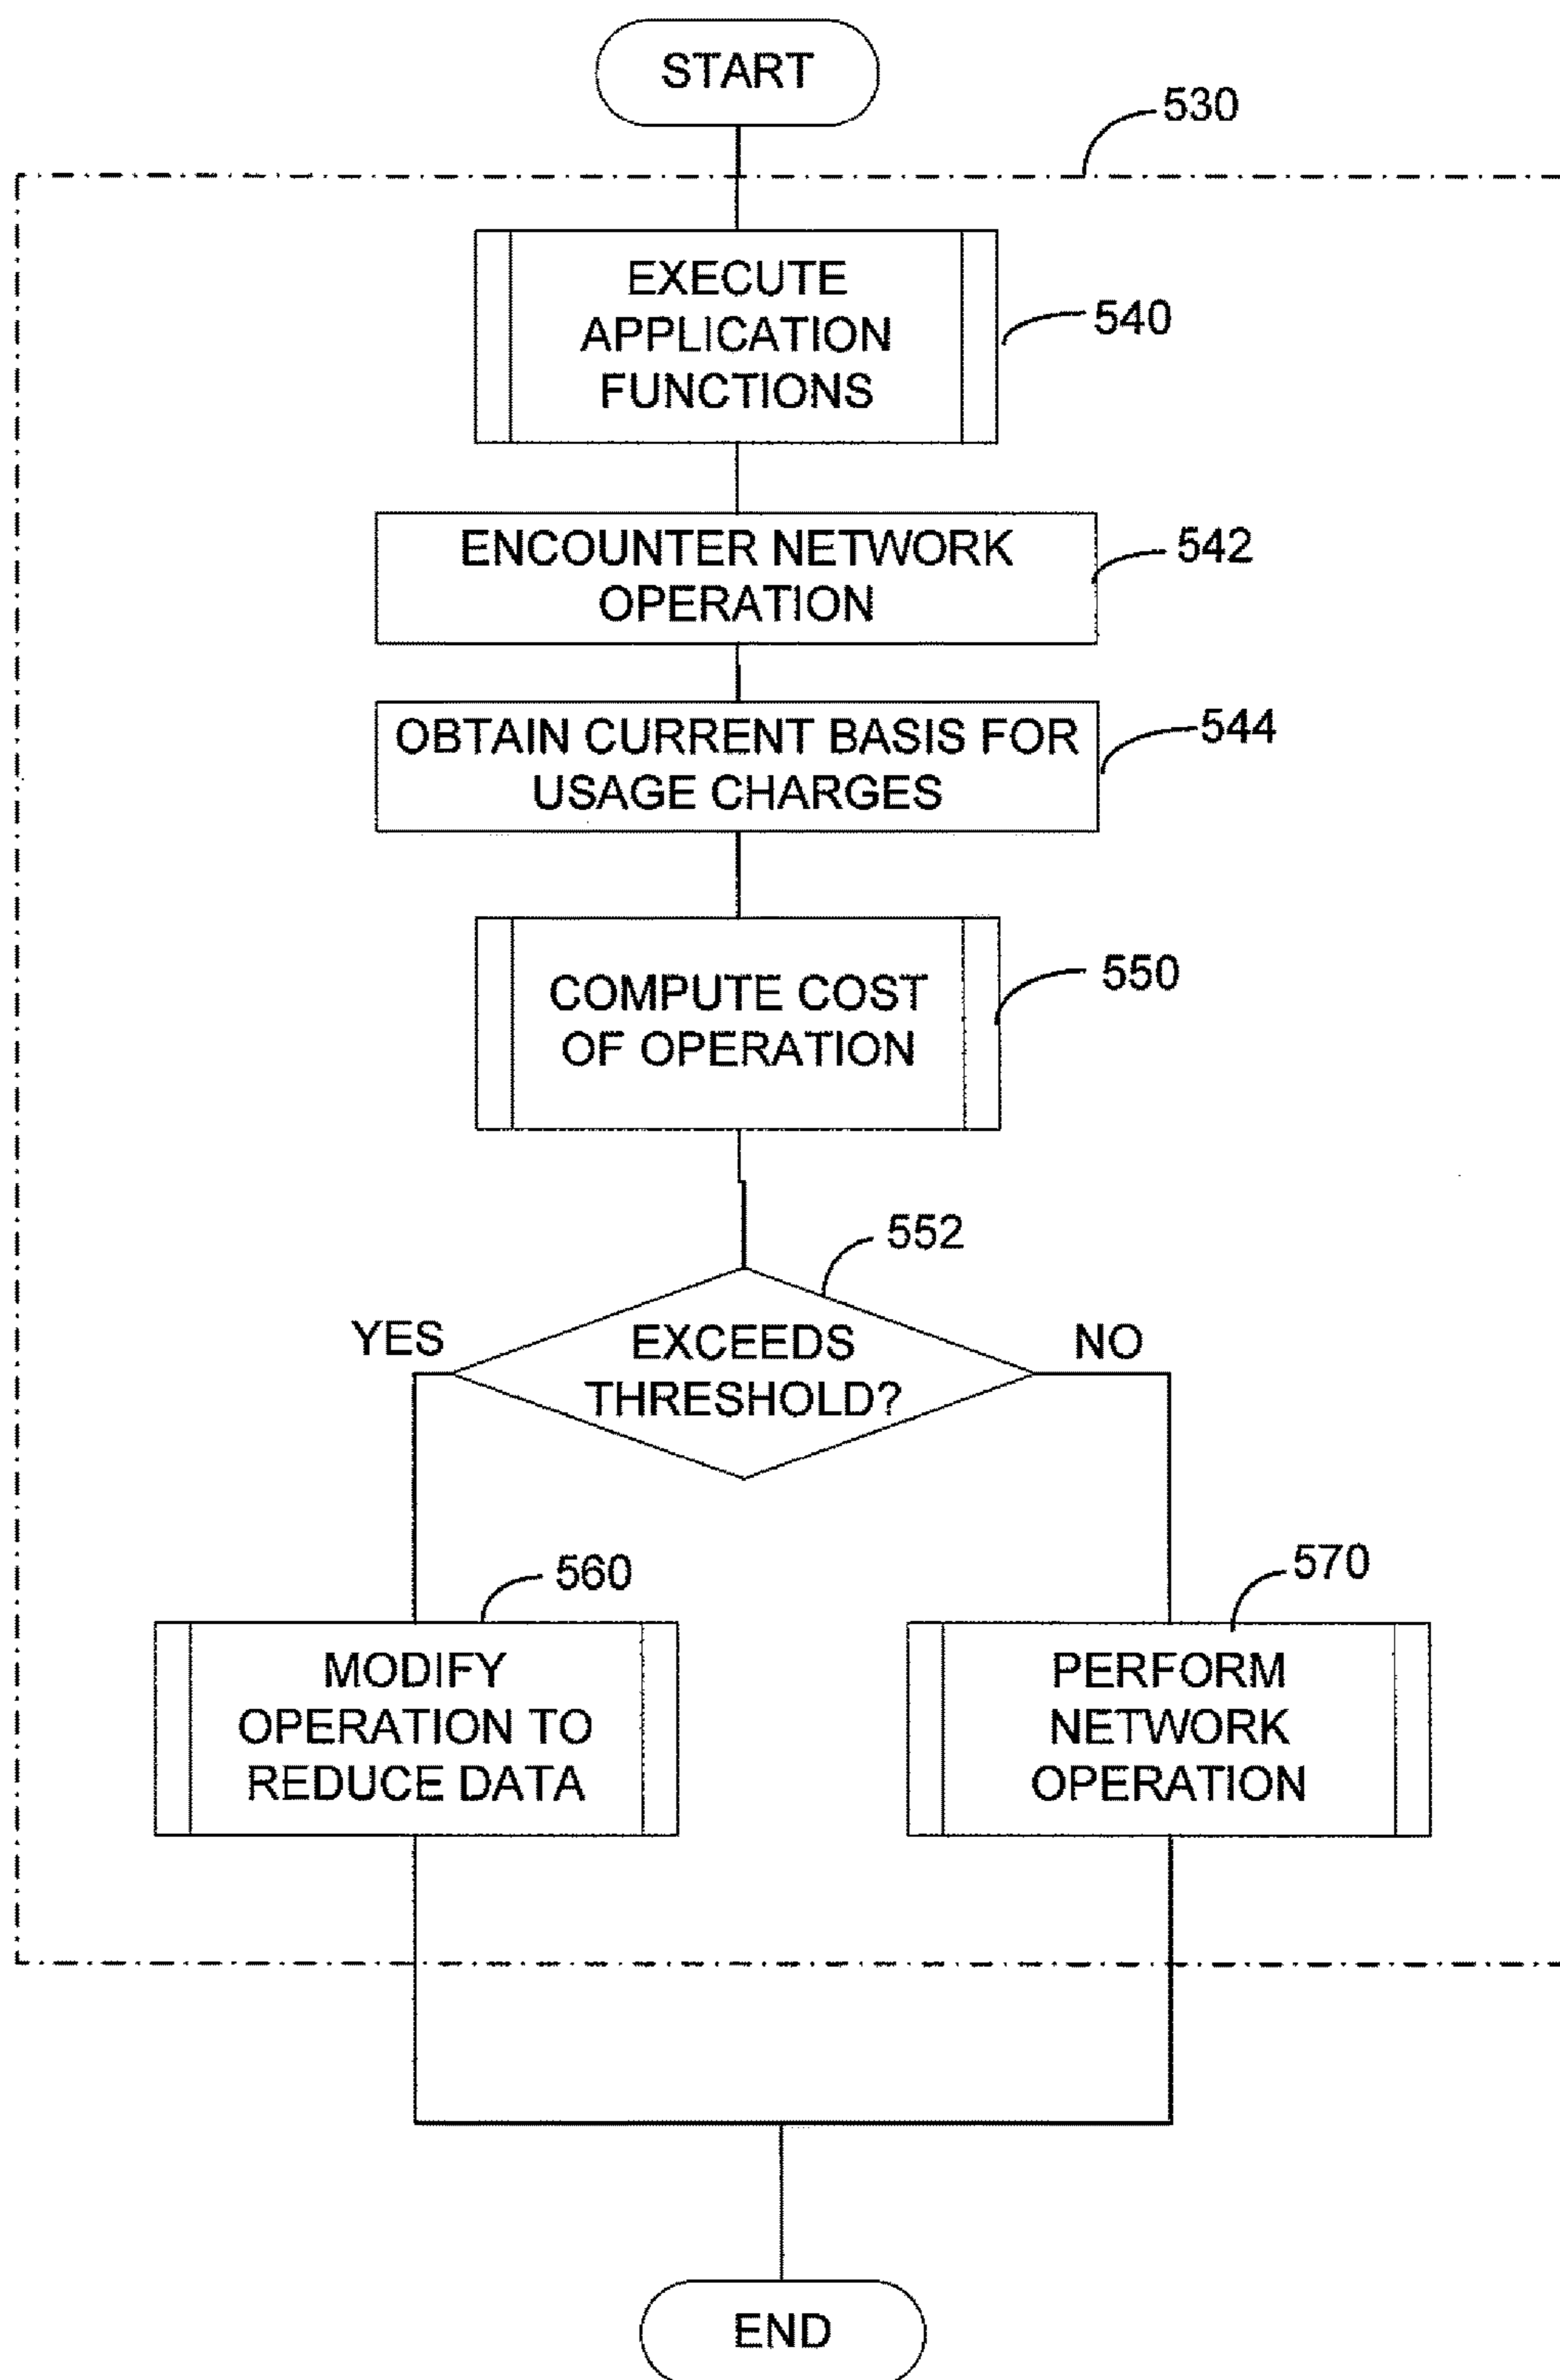 START
530
EXECUTE
APPLICATION
FUNCTIONS
540
ENCOUNTER NETWORK
OPERATION
542
OBTAIN CURRENT BASIS FOR
USAGE CHARGES
544
COMPUTE COST
OF OPERATION
550
552
YES
EXCEEDS
THRESHOLD?
NO
560
MODIFY
OPERATION TO
REDUCE DATA
570
PERFORM
NETWORK
OPERATION
END